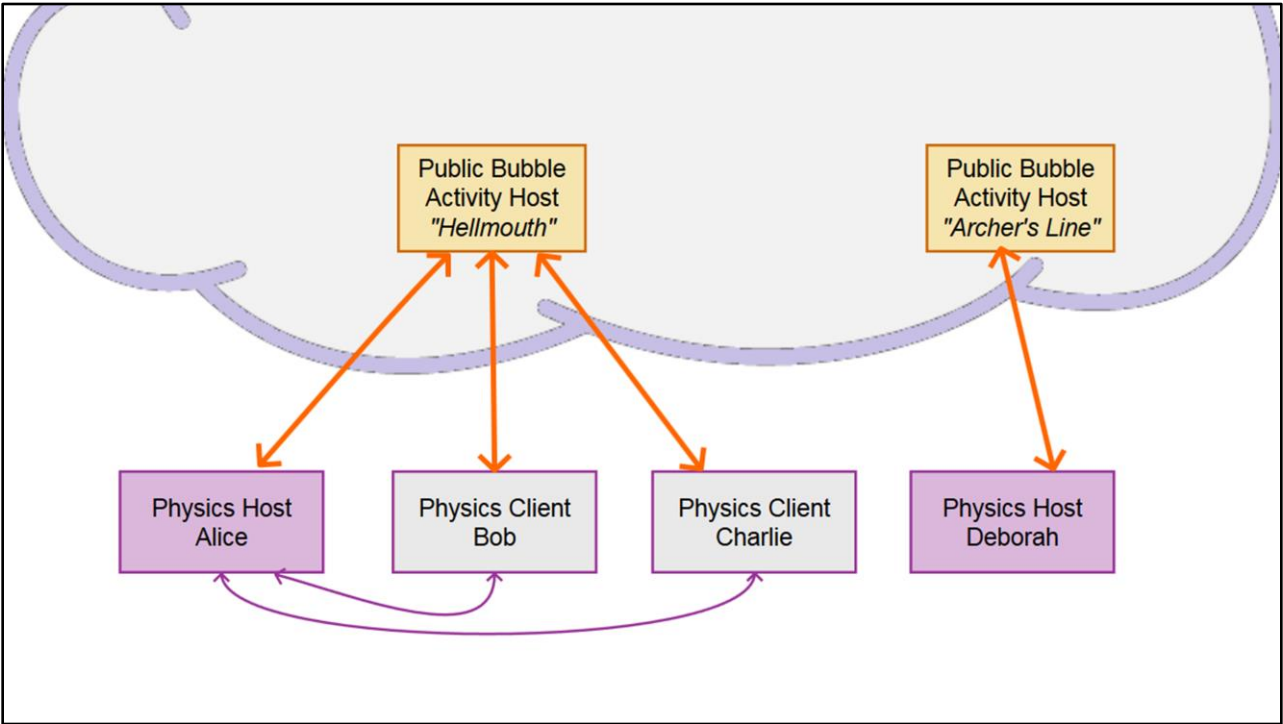 Public Bubble
Activity Host
"Hellmouth"
Public Bubble
Activity Host
"Archer's Line"
Physics Host
Alice
Physics Client
Bob
Physics Client
Charlie
Physics Host
Deborah